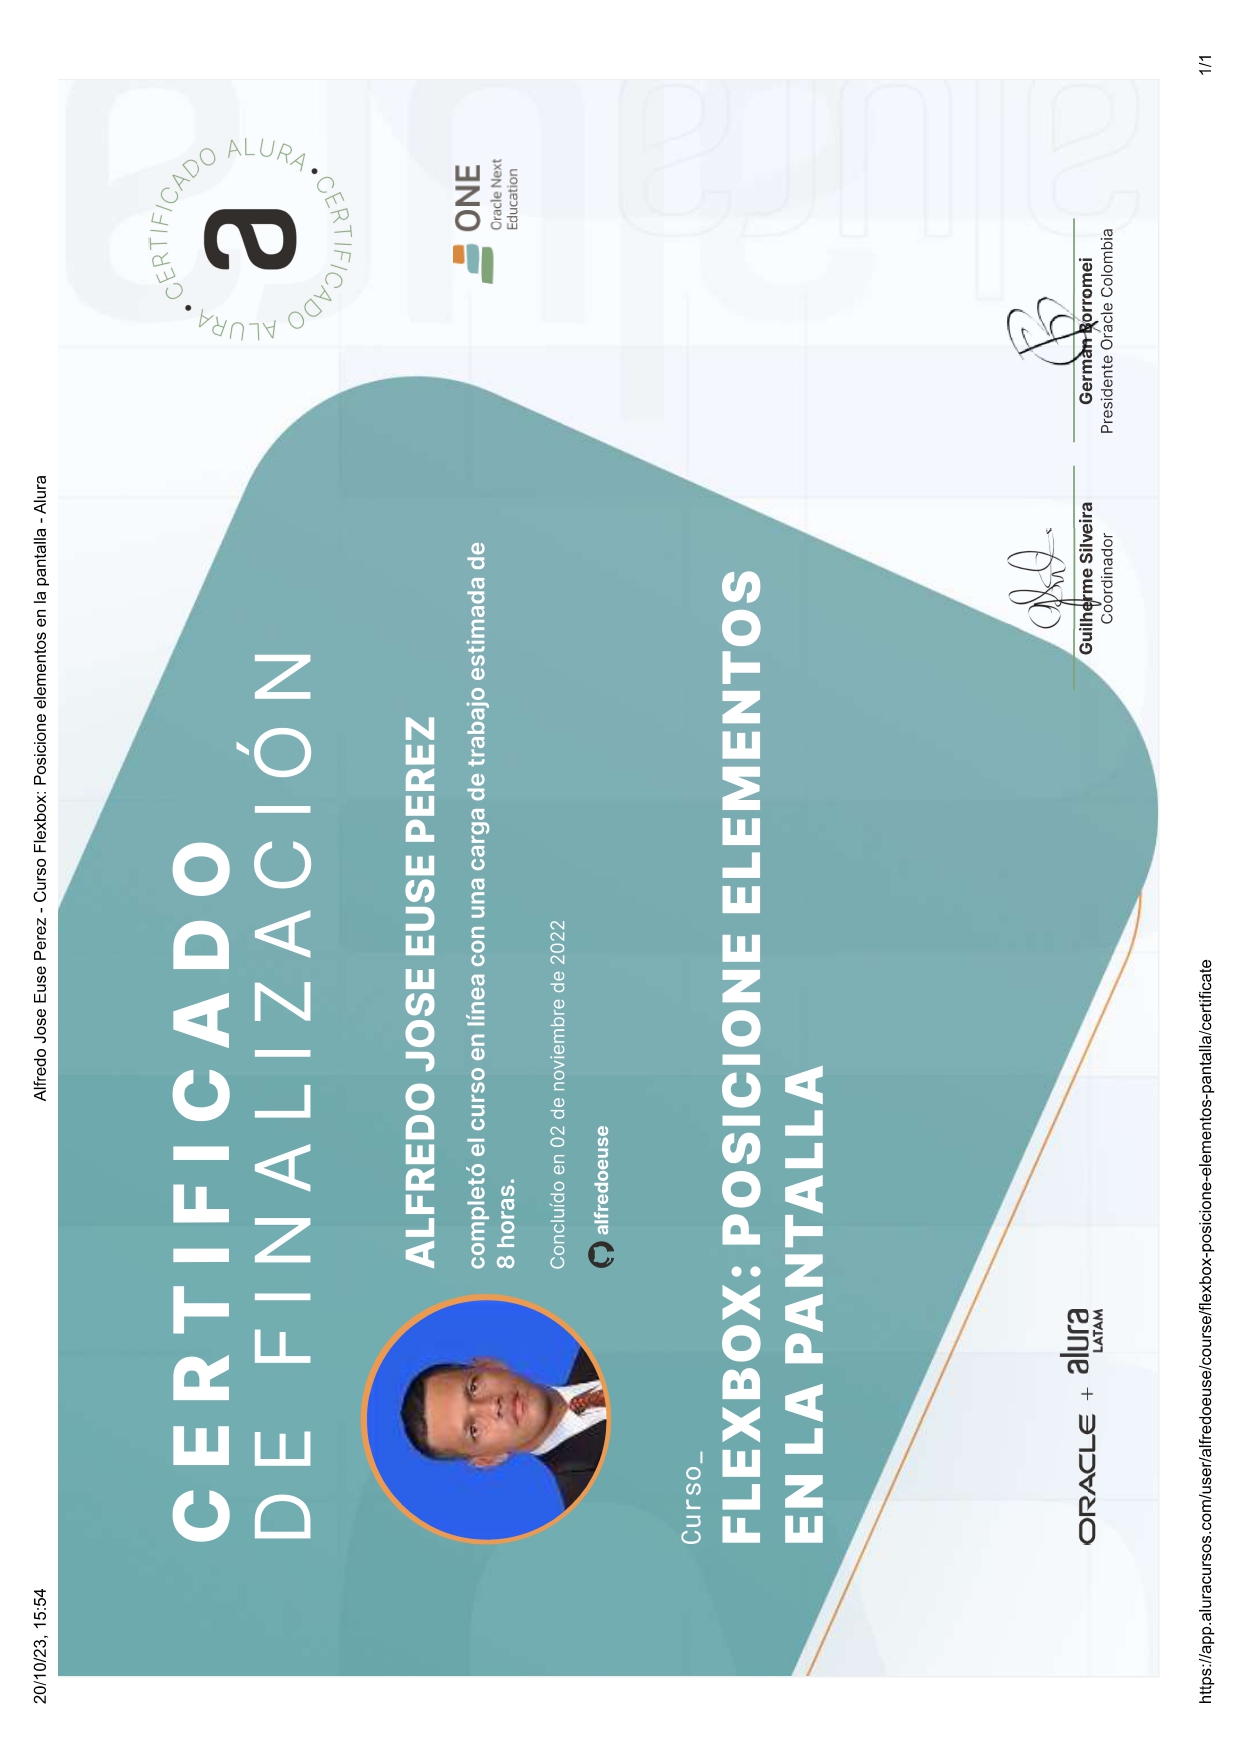 20/10/23, 15:54
Alfredo Jose Euse Perez - Curso Flexbox: Posicione elementos en la pantalla - Alura
CERTIFICADO
DE FINALIZACIÓN
CERTIFICADO ALURA • CERTIFICADO ALURA •
a
ALFREDO JOSE EUSE PEREZ
completó el curso en línea con una carga de trabajo estimada de
8 horas.
Concluído en 02 de noviembre de 2022
alfredoeuse
ONE
Oracle Next
Education
Curso_
FLEXBOX: POSICIONE ELEMENTOS
EN LA PANTALLA
ORACLE + alura
LATAM
Guilherme Silveira
Coordinador
German Borromei
Presidente Oracle Colombia
alura
https://app.aluracursos.com/user/alfredoeuse/course/flexbox-posicione-elementos-pantalla/certificate
1/1